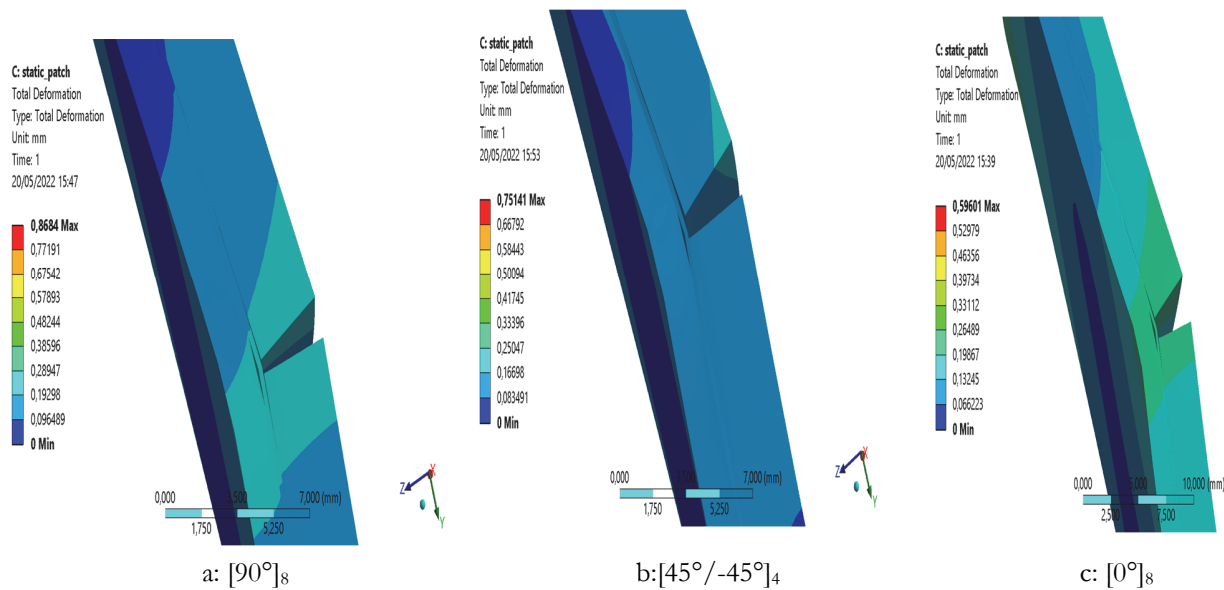 C: static_patch
Total Deformation
Type: Total Deformation
Unit: mm
Time: 1
20/05/2022 15:47
0,8684 Max
0,77191
0,67542
0,57893
0,48244
0,38596
0,28947
0,19298
0,096489
0 Min
0,000
3,500
7,000 (mm)
1,750
5,250
X
Z
Y
a: [90°]8
C: static_patch
Total Deformation
Type: Total Deformation
Unit: mm
Time: 1
20/05/2022 15:53
0,75141 Max
0,66792
0,58443
0,50094
0,41745
0,33396
0,25047
0,16698
0,083491
0 Min
0,000
3,500
7,000 (mm)
1,750
5,250
X
Z
Y
b:[45°/-45°]4
C: static_patch
Total Deformation
Type: Total Deformation
Unit: mm
Time: 1
20/05/2022 15:39
0,59601 Max
0,52979
0,46356
0,39734
0,33112
0,26489
0,19867
0,13245
0,066223
0 Min
0,000
5,000
10,000 (mm)
2,500
7,500
c: [0°]8